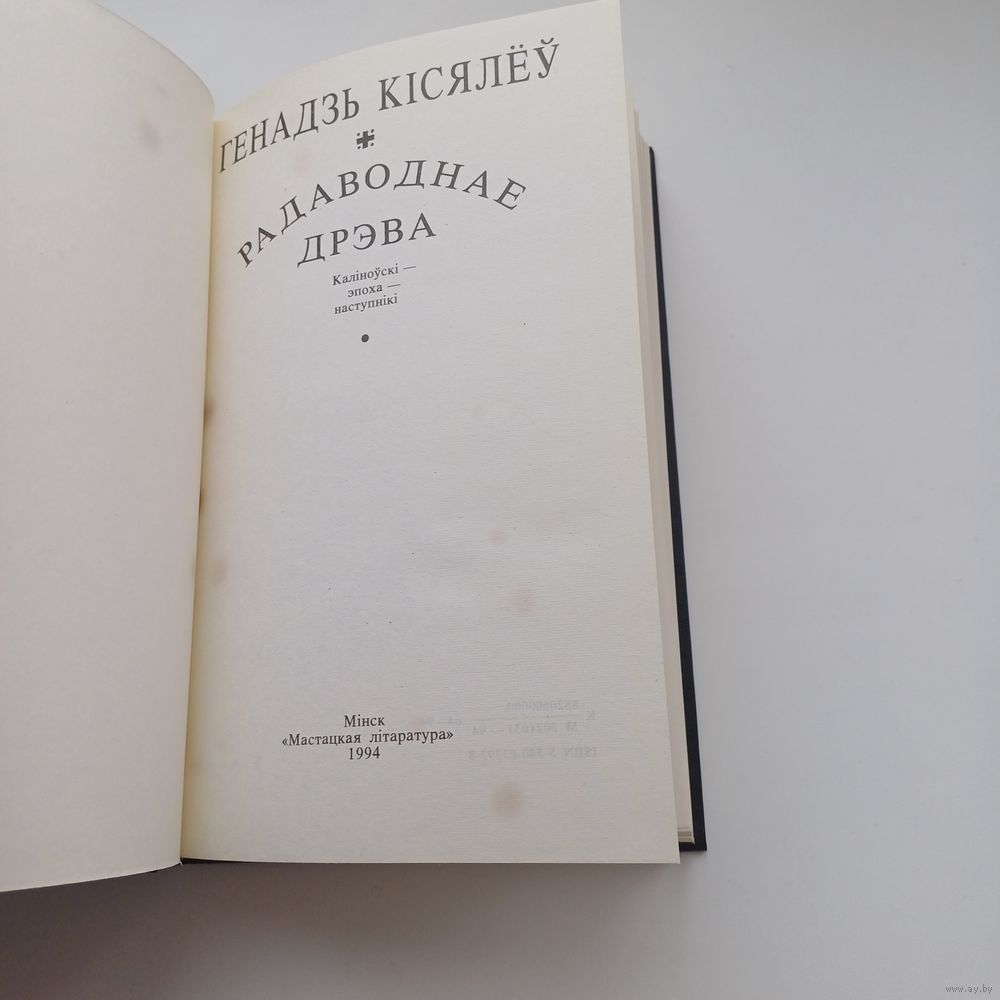 ГЕНАДЗЬ КІСЯЛЁЎ
РАДАВОДНАЕ
ДРЭВА
Каліноўскі —
эпоха —
наступнікі
Мінск
«Мастацкая літаратура»
1994
www.ay.by